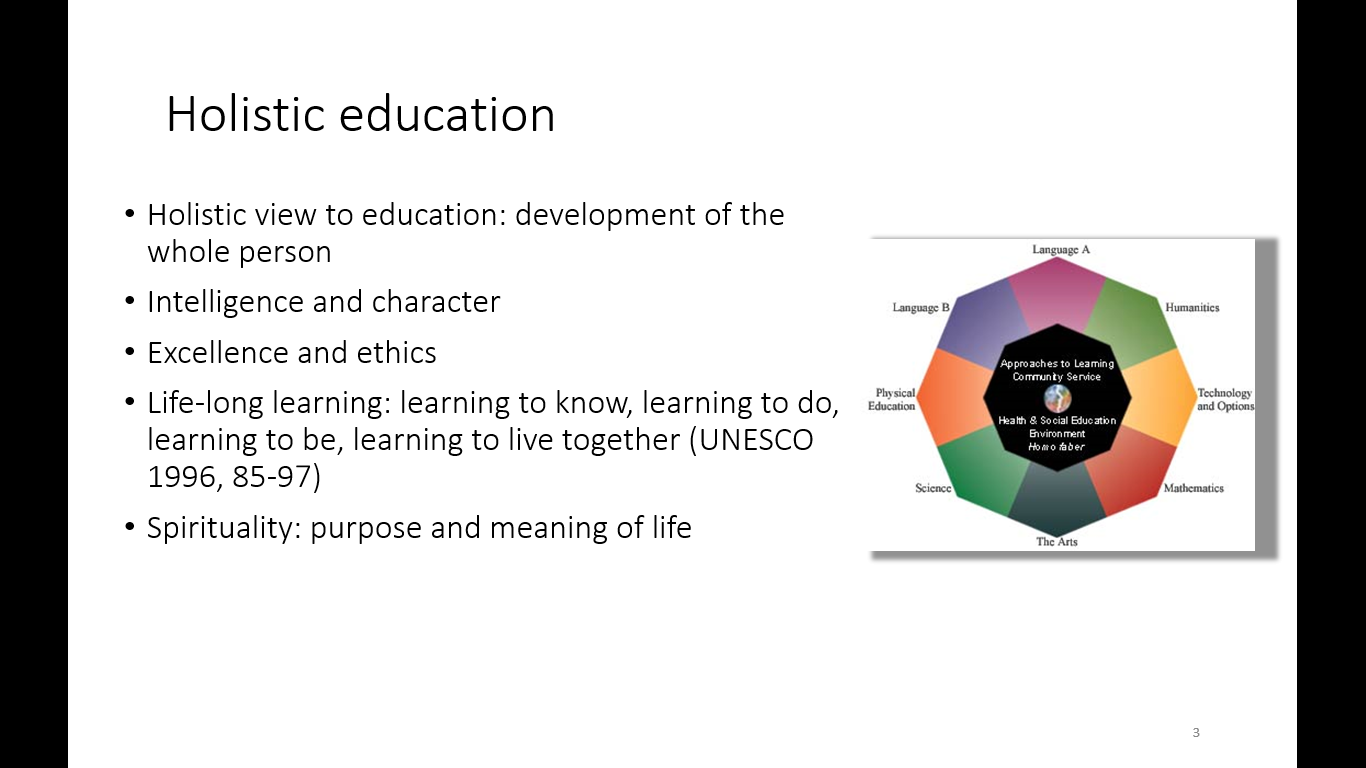 Holistic education
• Holistic view to education: development of the
whole person
• Intelligence and character
• Excellence and ethics
• Life-long learning: learning to know, learning to do,
learning to be, learning to live together (UNESCO
1996, 85-97)
• Spirituality: purpose and meaning of life
Language A
Language B
Humanities
Approaches to Learning
Community Service
Physical
Education
Technology
and Options
Health & Social Education
Environment
Homo faber
Science
Mathematics
The Arts
3